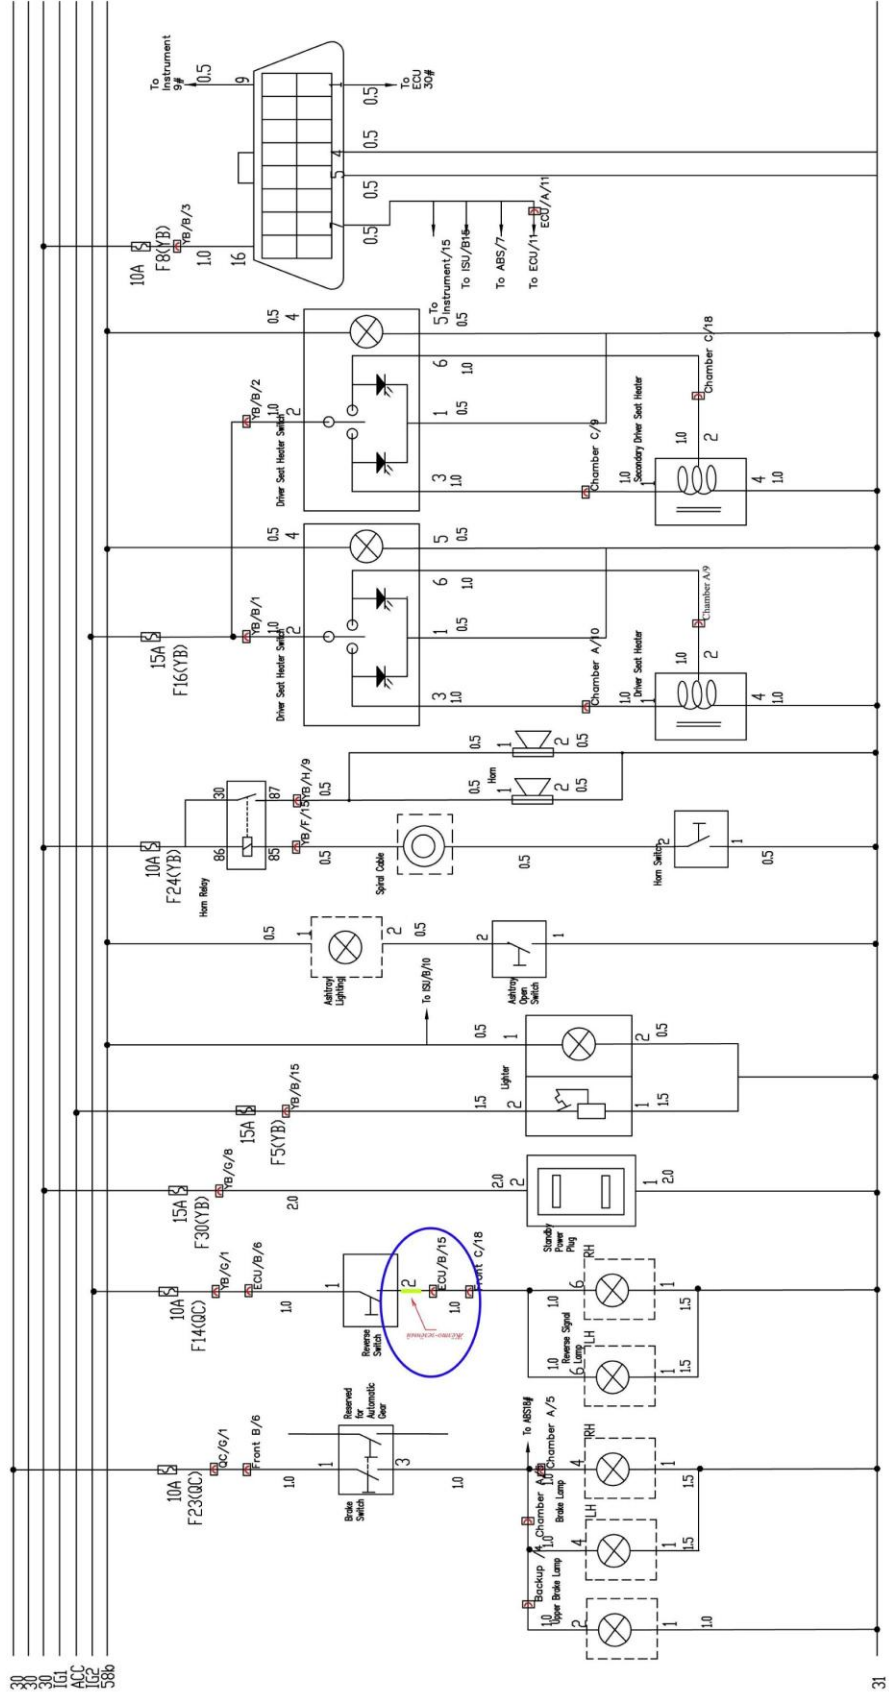 To
Instrument
9#
0.5
9
To
ECU
30#
0.5
1
10A
F8(YB)
YB/B/3
1.0
16
0.5
4
5
0.5
7
0.5
To
Instrument/15
To ISU/B15
To ABS/7
To ECU/11
ECU/A/11
YB/B/2
1.0
2
Driver Seat Heater Switch
0.5
4
5
0.5
6
1.0
1
0.5
3
1.0
Chamber C/9
Chamber C/18
1.0
1
Secondary Driver Seat Heater
1.0
2
4
1.0
15A
F16(YB)
YB/B/1
1.0
2
Driver Seat Heater Switch
0.5
4
5
0.5
6
1.0
1
0.5
3
1.0
Chamber A/10
Chamber A/9
1.0
1
Driver Seat Heater
1.0
2
4
1.0
10A
F24(YB)
Horn Relay
86
30
85
87
YB/F/15
YB/H/9
0.5
0.5
Spiral Cable
0.5
Horn
0.5
1
2
0.5
0.5
1
2
0.5
Horn Switch
2
1
0.5
0.5
1
Ashtray
Lighting
2
0.5
Ashtray
Open
Switch
2
1
To ISU/B/10
15A
F5(YB)
YB/B/15
Lighter
0.5
1
2
0.5
1.5
2
1
1.5
15A
F30(YB)
YB/G/8
2.0
2.0
2
Standby
Power
Plug
1
2.0
10A
F14(QC)
YB/G/1
ECU/B/6
1.0
1
Reverse
Switch
2
ECU/B/15
1.0
Front C/18
Желто-зеленый
Reverse Signal
Lamp
RH
1.0
6
1
1.5
LH
1.0
6
1
1.5
10A
F23(QC)
QC/G/1
Front B/6
1.0
1
Brake
Switch
Reserved
for
Automatic
Gear
3
1.0
To ABS18#
Chamber A/5
Brake Lamp
RH
1.0
4
1
1.5
LH
1.0
4
1
1.5
Backup /4
Upper Brake Lamp
1.0
2
1
1.0
30
30
30
IG1
ACC
IG2
58b
31